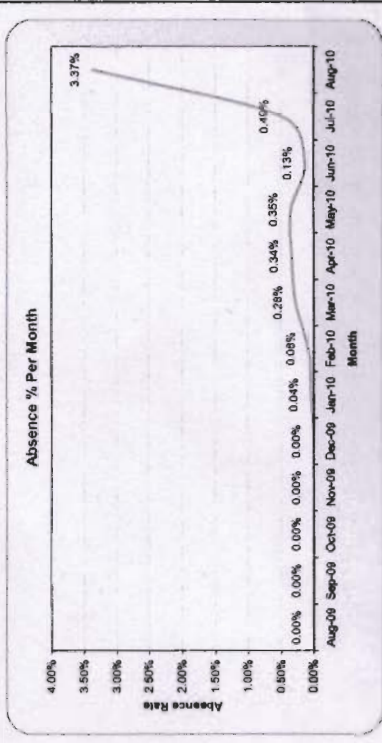 Absence % Per Month
4.00%
3.50%
3.00%
2.50%
2.00%
1.50%
1.00%
0.50%
0.00%
Absence Rate
0.00% 0.00% 0.00% 0.00% 0.00% 0.04% 0.06% 0.28% 0.34% 0.35% 0.13% 0.49% 3.37%
Aug-09 Sep-09 Oct-09 Nov-09 Dec-09 Jan-10 Feb-10 Mar-10 Apr-10 May-10 Jun-10 Jul-10 Aug-10
Month